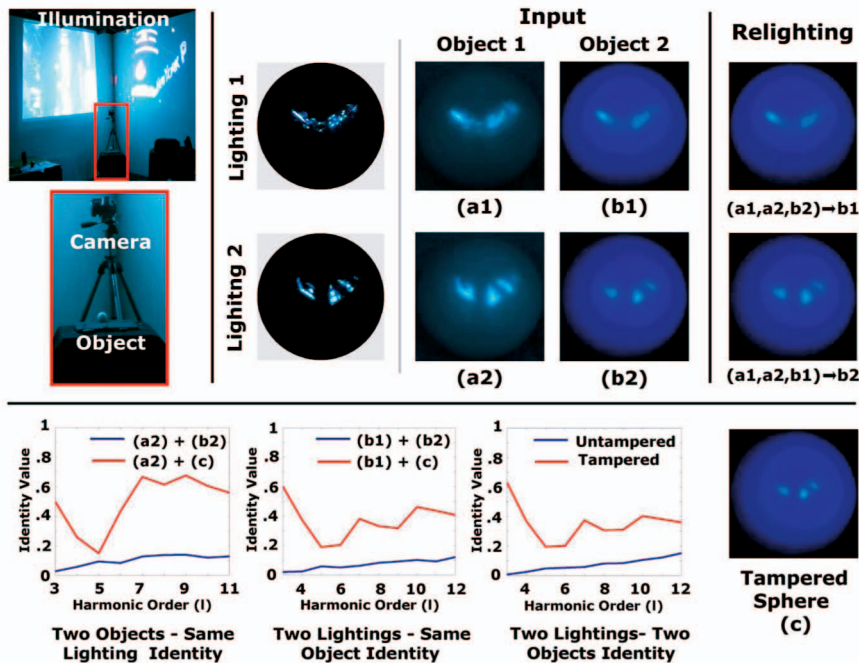 Illumination
Camera
Object
Input
Object 1
Object 2
Relighting
Lighting 1
(a1)
(b1)
(a1,a2,b2)→b1
Lighitng 2
(a2)
(b2)
(a1,a2,b1)→b2
1
.8
.6
.4
.2
0
Identity Value
(a2) + (b2)
(a2) + (c)
3 5 7 9 11
Harmonic Order (l)
Two Objects - Same
Lighting Identity
1
.8
.6
.4
.2
0
Identity Value
(b1) + (b2)
(b1) + (c)
4 6 8 10 12
Harmonic Order (l)
Two Lightings - Same
Object Identity
1
.8
.6
.4
.2
0
Identity Value
Untampered
Tampered
4 6 8 10 12
Harmonic Order (l)
Two Lightings- Two
Objects Identity
Tampered
Sphere
(c)